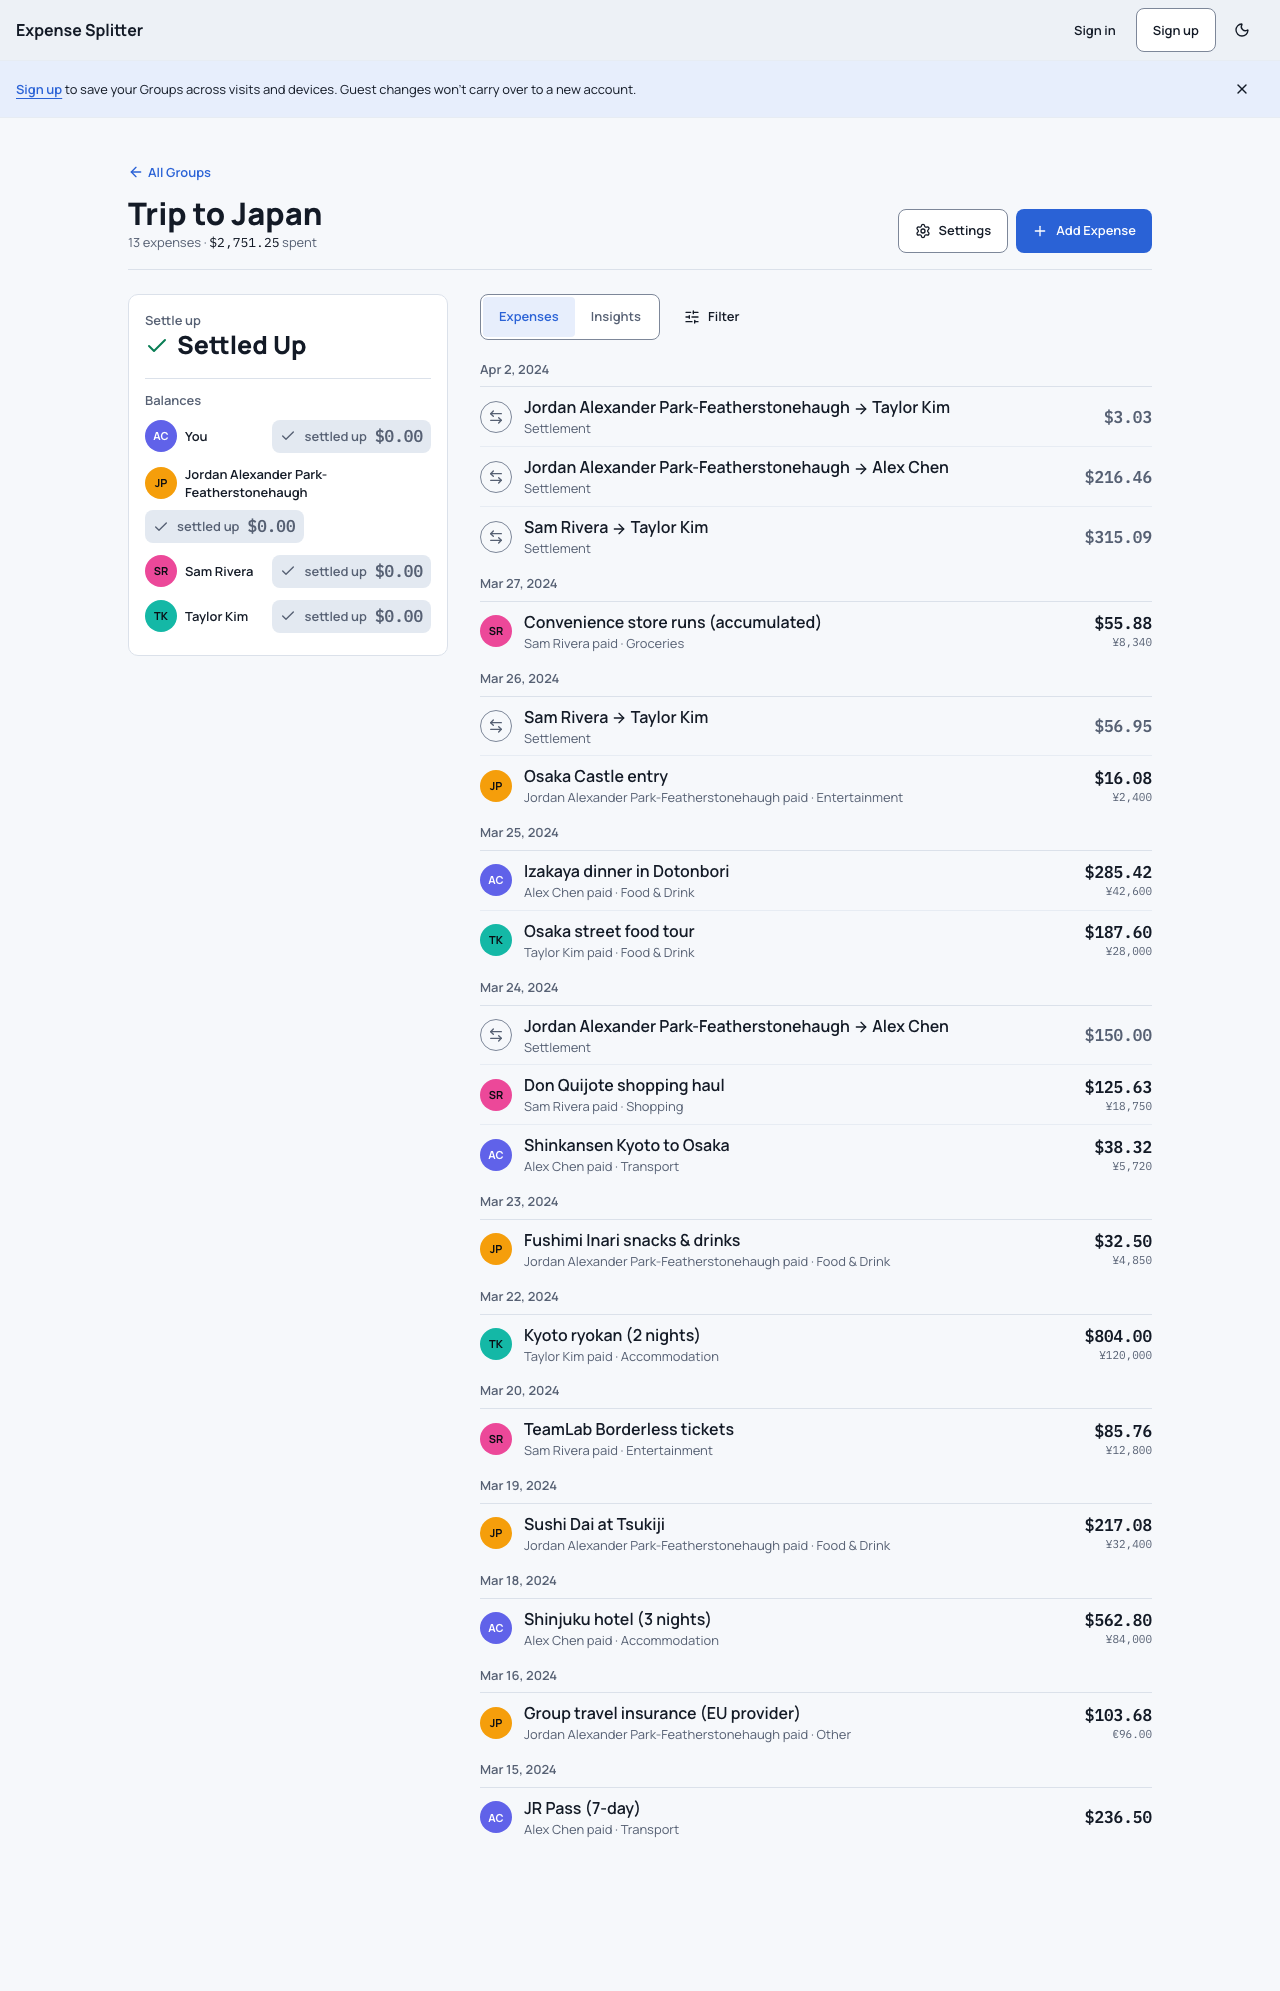 Expense Splitter
Sign in
Sign up
Sign up to save your Groups across visits and devices. Guest changes won't carry over to a new account.
All Groups
Trip to Japan
13 expenses · $2,751.25 spent
Settings
Add Expense
Settle up
Settled Up
Balances
AC You settled up $0.00
JP Jordan Alexander Park-
Featherstonehaugh
settled up $0.00
SR Sam Rivera settled up $0.00
TK Taylor Kim settled up $0.00
Expenses Insights Filter
Apr 2, 2024
Jordan Alexander Park-Featherstonehaugh → Taylor Kim
Settlement
$3.03
Jordan Alexander Park-Featherstonehaugh → Alex Chen
Settlement
$216.46
Sam Rivera → Taylor Kim
Settlement
$315.09
Mar 27, 2024
SR
Convenience store runs (accumulated)
Sam Rivera paid · Groceries
$55.88
¥8,340
Mar 26, 2024
Sam Rivera → Taylor Kim
Settlement
$56.95
JP
Osaka Castle entry
Jordan Alexander Park-Featherstonehaugh paid · Entertainment
$16.08
¥2,400
Mar 25, 2024
AC
Izakaya dinner in Dotonbori
Alex Chen paid · Food & Drink
$285.42
¥42,600
TK
Osaka street food tour
Taylor Kim paid · Food & Drink
$187.60
¥28,000
Mar 24, 2024
Jordan Alexander Park-Featherstonehaugh → Alex Chen
Settlement
$150.00
SR
Don Quijote shopping haul
Sam Rivera paid · Shopping
$125.63
¥18,750
AC
Shinkansen Kyoto to Osaka
Alex Chen paid · Transport
$38.32
¥5,720
Mar 23, 2024
JP
Fushimi Inari snacks & drinks
Jordan Alexander Park-Featherstonehaugh paid · Food & Drink
$32.50
¥4,850
Mar 22, 2024
TK
Kyoto ryokan (2 nights)
Taylor Kim paid · Accommodation
$804.00
¥120,000
Mar 20, 2024
SR
TeamLab Borderless tickets
Sam Rivera paid · Entertainment
$85.76
¥12,800
Mar 19, 2024
JP
Sushi Dai at Tsukiji
Jordan Alexander Park-Featherstonehaugh paid · Food & Drink
$217.08
¥32,400
Mar 18, 2024
AC
Shinjuku hotel (3 nights)
Alex Chen paid · Accommodation
$562.80
¥84,000
Mar 16, 2024
JP
Group travel insurance (EU provider)
Jordan Alexander Park-Featherstonehaugh paid · Other
$103.68
€96.00
Mar 15, 2024
AC
JR Pass (7-day)
Alex Chen paid · Transport
$236.50